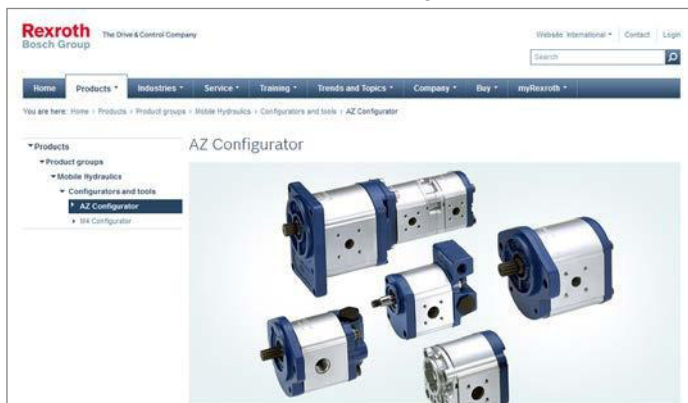 Rexroth
Bosch Group
The Drive & Control Company
Website: International
Contact
Login
Search
Home
Products
Industries
Service
Training
Trends and Topics
Company
Buy
myRexroth
You are here: Home › Products › Product groups › Mobile Hydraulics › Configurators and tools › AZ Configurator
Products
Product groups
Mobile Hydraulics
Configurators and tools
AZ Configurator
M4 Configurator
AZ Configurator